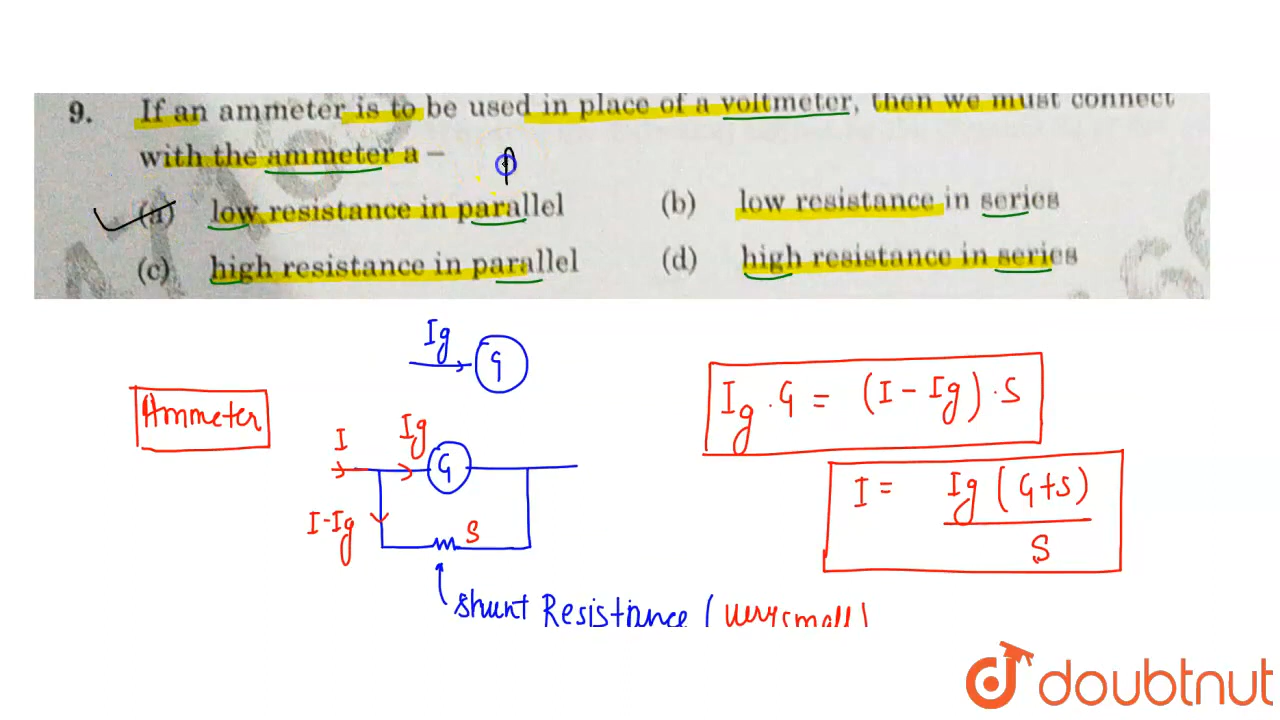 9. If an ammeter is to be used in place of a voltmeter, then we must connect
with the ammeter a –
(a) low resistance in parallel (b) low resistance in series
(c) high resistance in parallel (d) high resistance in series
Ig
G
Ammeter
Ig . G = (I - Ig) . S
I Ig
G
I = Ig (G+S)
S
I-Ig
S
Shunt Resistance (very small)
doubtnut